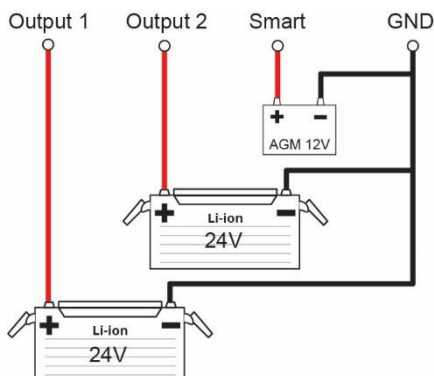 Output 1 Output 2 Smart GND
+ −
AGM 12V
+ Li-ion −
24V
+ Li-ion −
24V